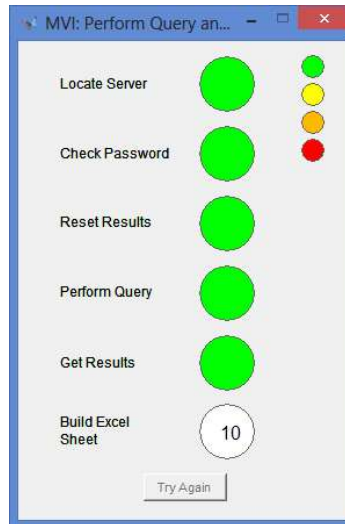 MVI: Perform Query an...
Locate Server
Check Password
Reset Results
Perform Query
Get Results
Build Excel
Sheet
10
Try Again